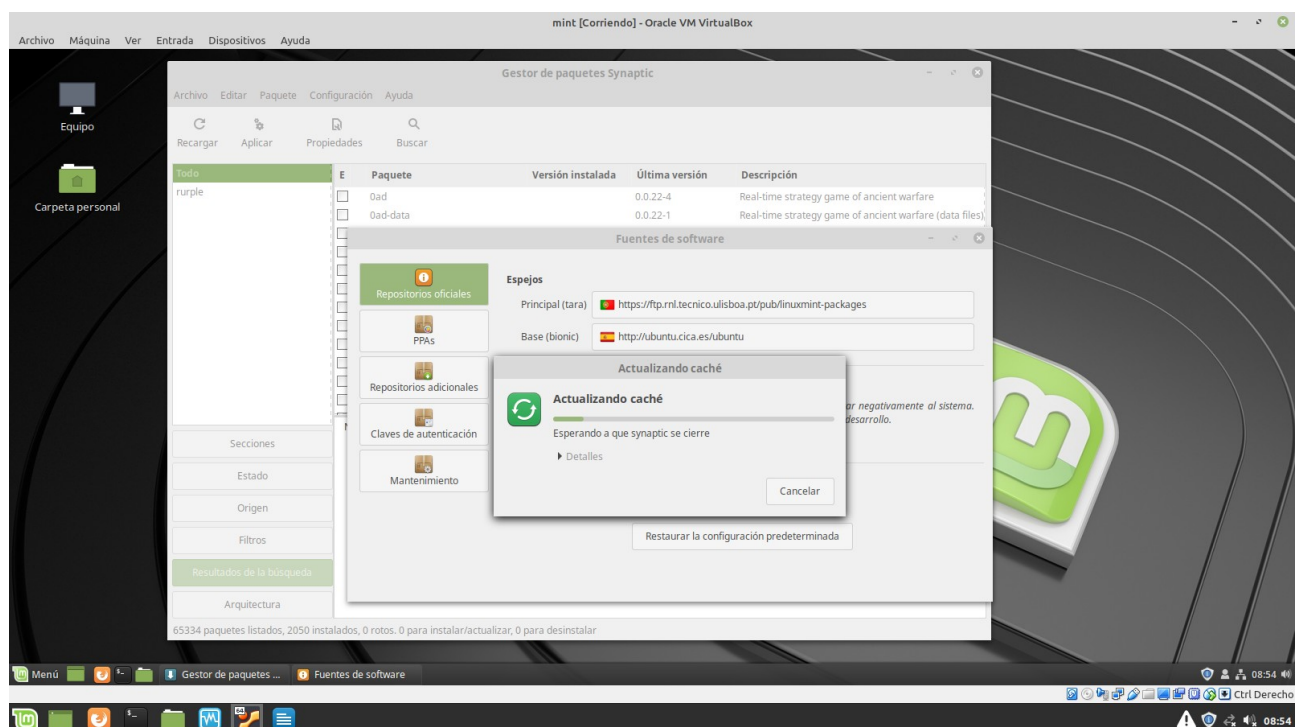 mint [Corriendo] - Oracle VM VirtualBox
Archivo Máquina Ver Entrada Dispositivos Ayuda
Equipo
Carpeta personal
Gestor de paquetes Synaptic
Archivo Editar Paquete Configuración Ayuda
Recargar Aplicar Propiedades Buscar
Todo
rurple
E Paquete Versión instalada Última versión Descripción
0ad 0.0.22-4 Real-time strategy game of ancient warfare
0ad-data 0.0.22-1 Real-time strategy game of ancient warfare (data files)
Fuentes de software
Repositorios oficiales
PPAs
Repositorios adicionales
Claves de autenticación
Mantenimiento
Espejos
Principal (tara) https://ftp.rnl.tecnico.ulisboa.pt/pub/linuxmint-packages
Base (bionic) http://ubuntu.cica.es/ubuntu
ar negativamente al sistema.
desarrollo.
Actualizando caché
Actualizando caché
Esperando a que synaptic se cierre
Detalles
Cancelar
Restaurar la configuración predeterminada
Secciones
Estado
Origen
Filtros
Resultados de la búsqueda
Arquitectura
65334 paquetes listados, 2050 instalados, 0 rotos. 0 para instalar/actualizar, 0 para desinstalar
Menú Gestor de paquetes ... Fuentes de software 08:54
Ctrl Derecho
08:54